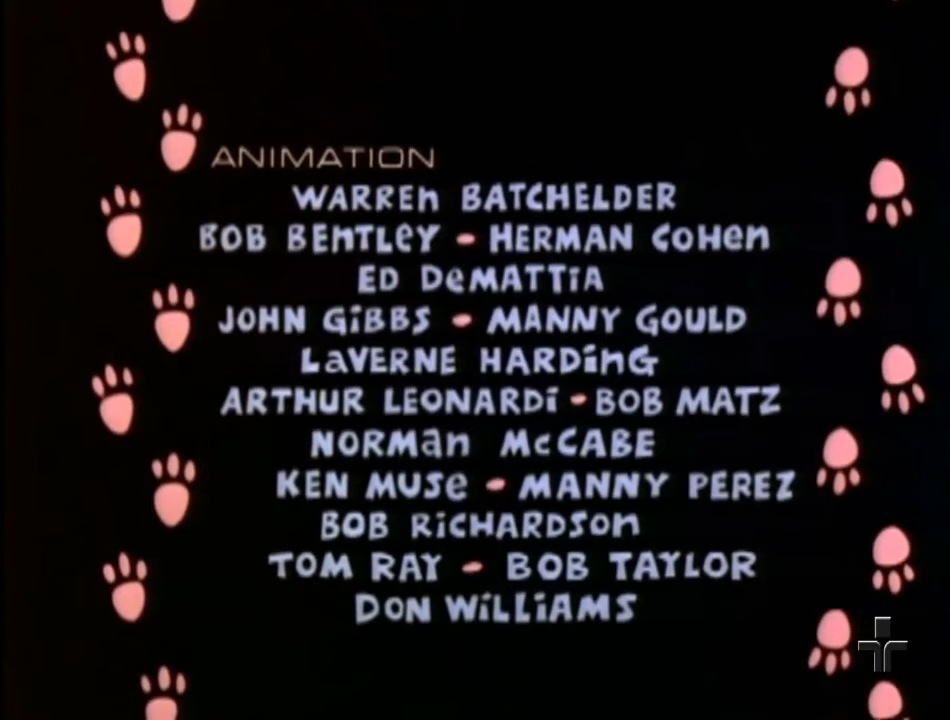 ANIMATION
WARREn BATCHELDER
BOB BEnTLeY - HERMAN CoHen
ED DeMATTiA
JOHN GiBBS - MANNY GOULD
LaVERNE HARDinG
ARTHUR LEONARDi - BOB MATZ
NORMan McCABE
KEN MUSe - MANNY PEREZ
BOB RiCHARDSOn
TOM RAY - BOB TAYLOR
DON WiLLiAMS